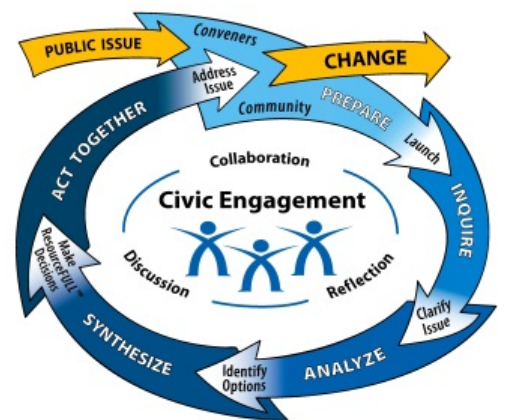 PUBLIC ISSUE
Conveners
CHANGE
Address
Issue
Community
PREPARE
Launch
ACT TOGETHER
INQUIRE
Collaboration
Civic Engagement
Discussion
Reflection
Make
ResourceFULL™
Decisions
Clarify
Issue
SYNTHESIZE
Identify
Options
ANALYZE